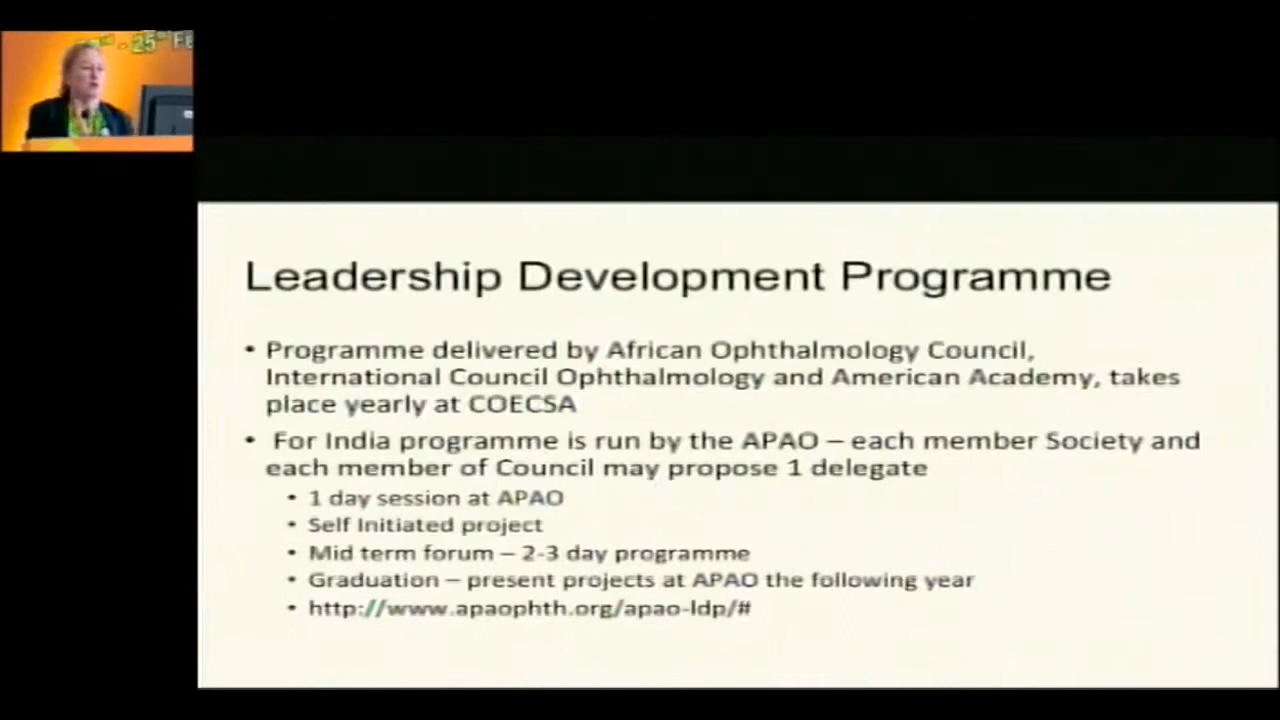 - 25 Fe
Leadership Development Programme
• Programme delivered by African Ophthalmology Council,
International Council Ophthalmology and American Academy, takes
place yearly at COECSA
• For India programme is run by the APAO – each member Society and
each member of Council may propose 1 delegate
• 1 day session at APAO
• Self Initiated project
• Mid term forum – 2-3 day programme
• Graduation – present projects at APAO the following year
• http://www.apaophth.org/apao-ldp/#